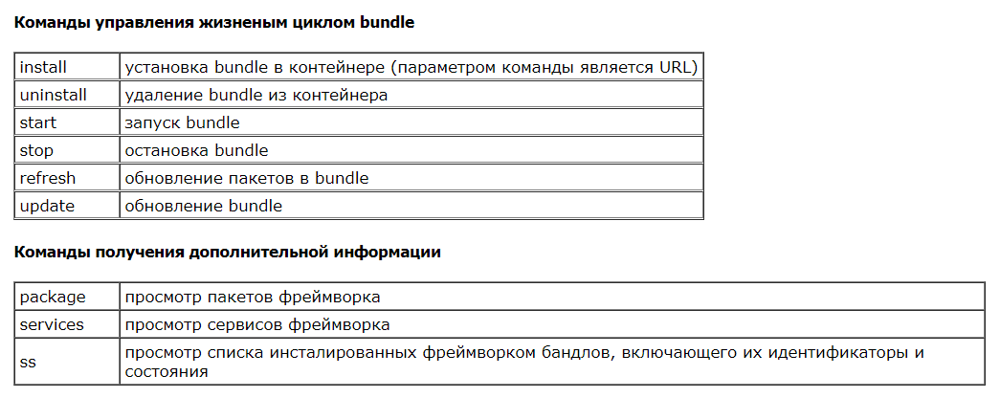 Команды управления жизненым циклом bundle
install установка bundle в контейнере (параметром команды является URL)
uninstall удаление bundle из контейнера
start запуск bundle
stop остановка bundle
refresh обновление пакетов в bundle
update обновление bundle
Команды получения дополнительной информации
package просмотр пакетов фреймворка
services просмотр сервисов фреймворка
ss просмотр списка инсталированных фреймворком бандлов, включающего их идентификаторы и
состояния